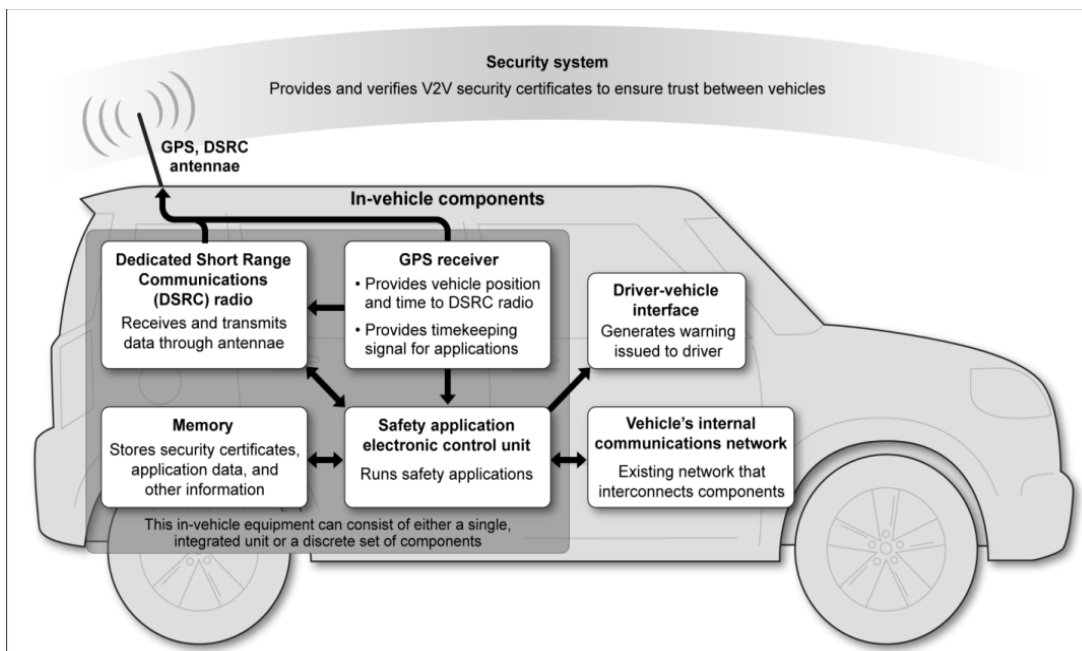 Security system
Provides and verifies V2V security certificates to ensure trust between vehicles
GPS, DSRC
antennae
In-vehicle components
Dedicated Short Range
Communications
(DSRC) radio
Receives and transmits
data through antennae
GPS receiver
• Provides vehicle position
and time to DSRC radio
• Provides timekeeping
signal for applications
Driver-vehicle
interface
Generates warning
issued to driver
Memory
Stores security certificates,
application data, and
other information
Safety application
electronic control unit
Runs safety applications
Vehicle's internal
communications network
Existing network that
interconnects components
This in-vehicle equipment can consist of either a single,
integrated unit or a discrete set of components